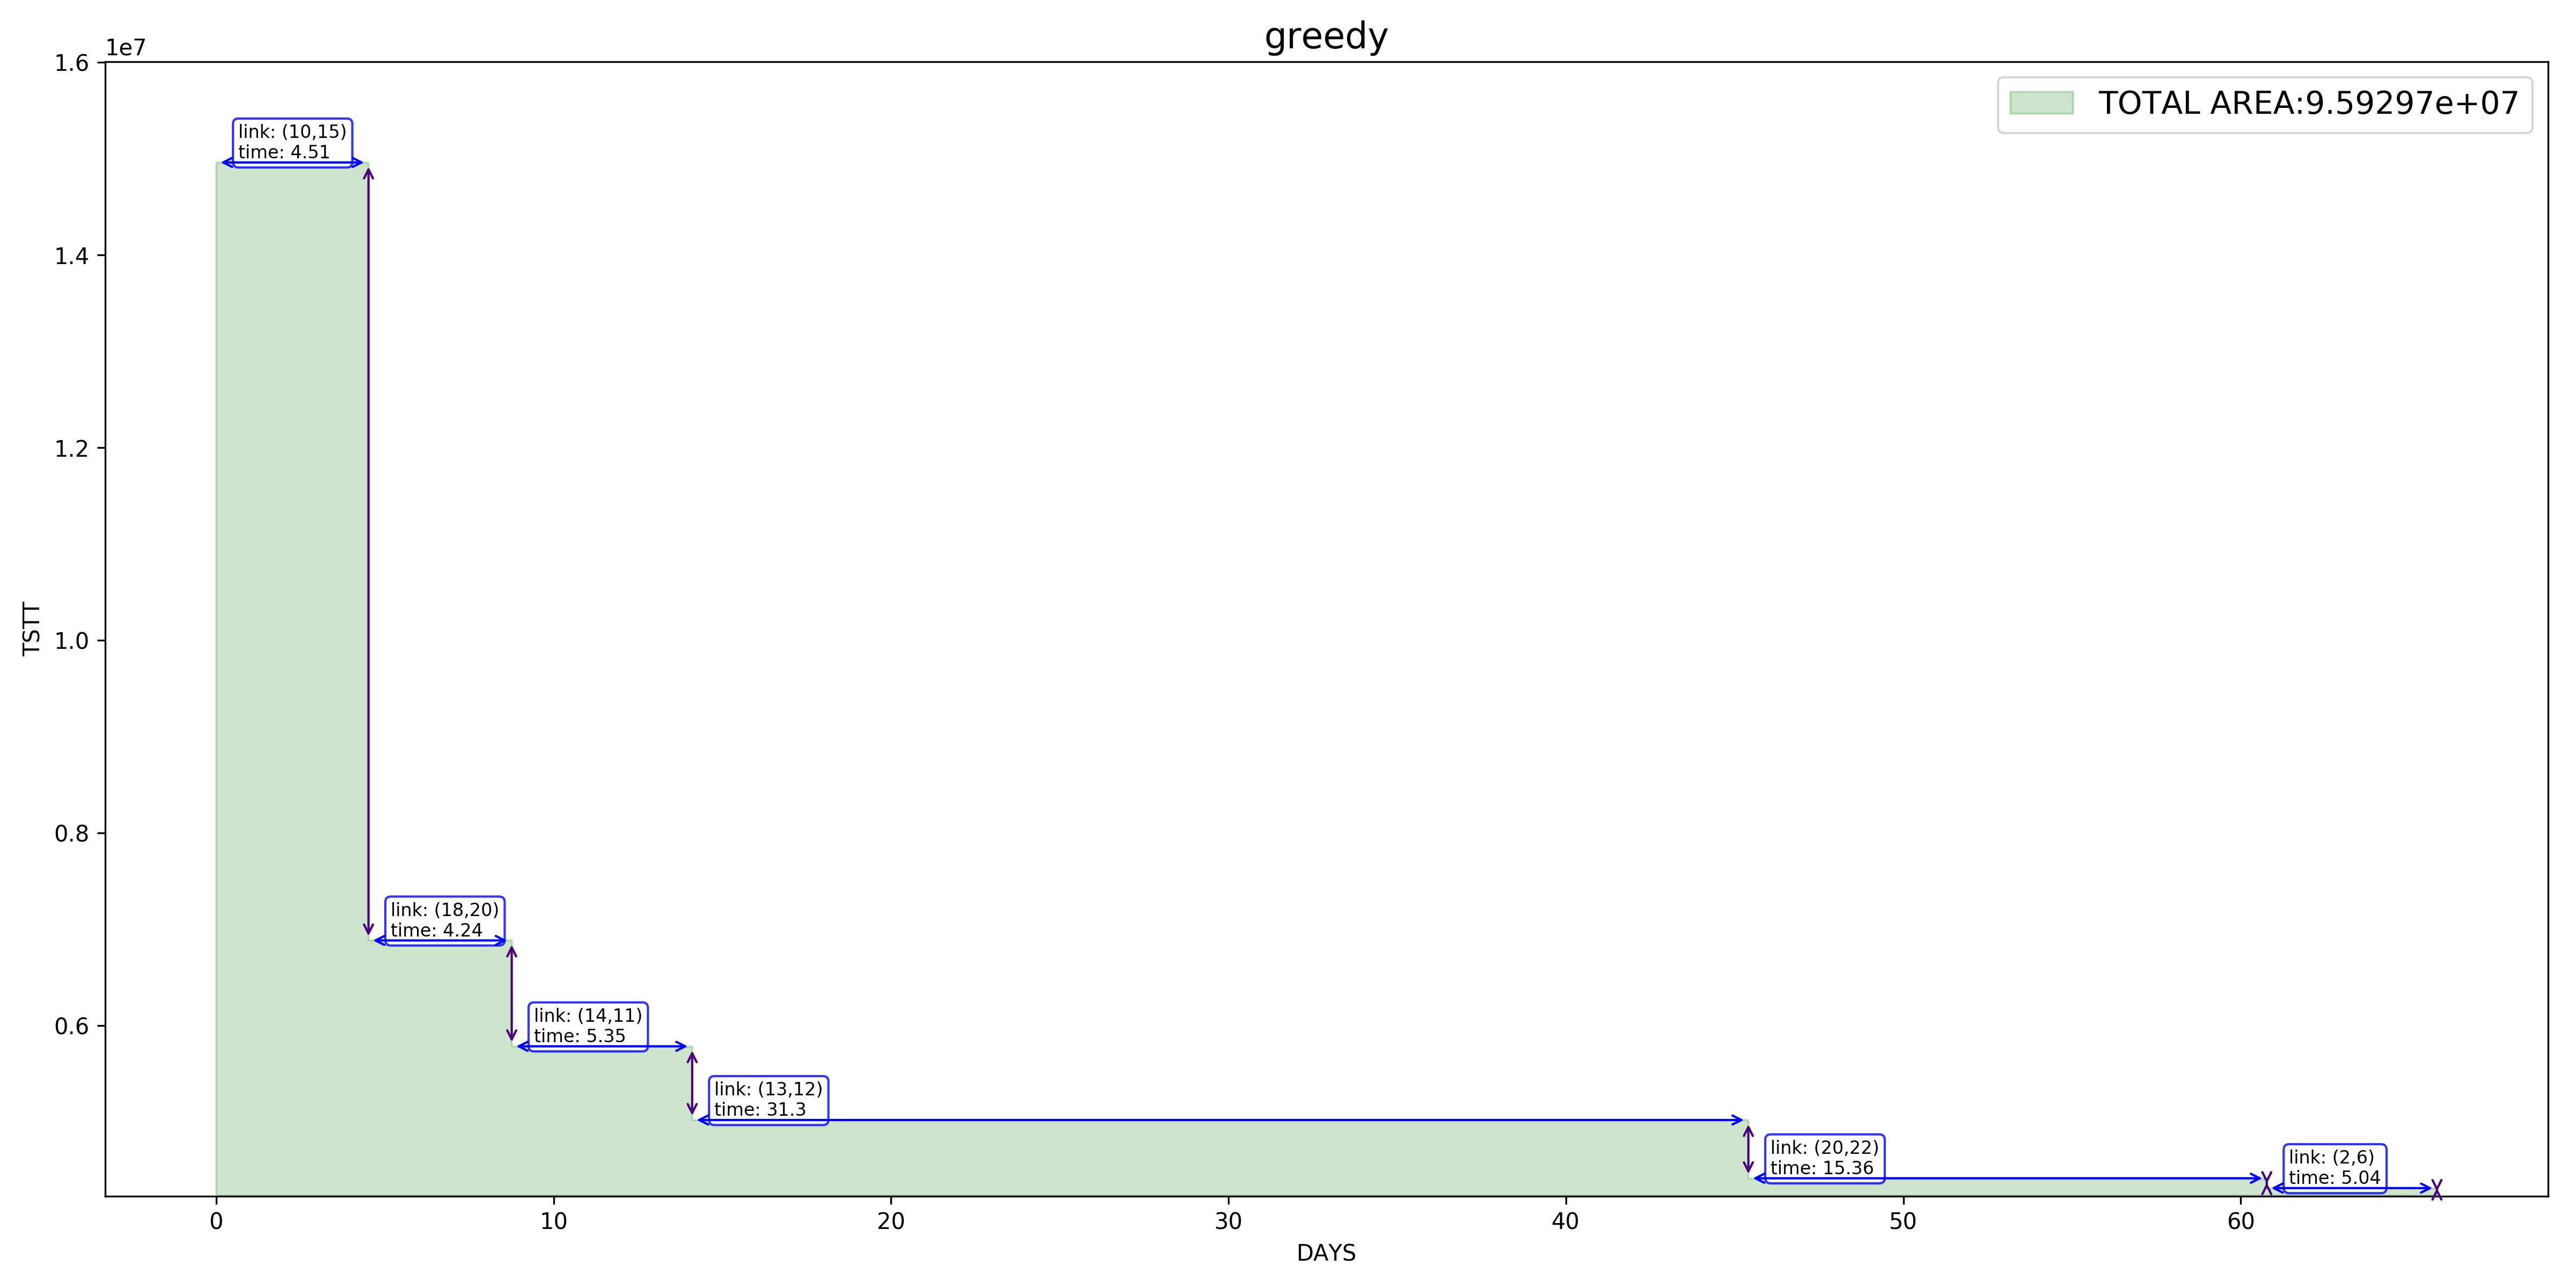 greedy
1e7
1.6
1.4
1.2
1.0
0.8
0.6
TSTT
TOTAL AREA:9.59297e+07
link: (10,15)
time: 4.51
link: (18,20)
time: 4.24
link: (14,11)
time: 5.35
link: (13,12)
time: 31.3
link: (20,22)
time: 15.36
link: (2,6)
time: 5.04
0
10
20
30
40
50
60
DAYS